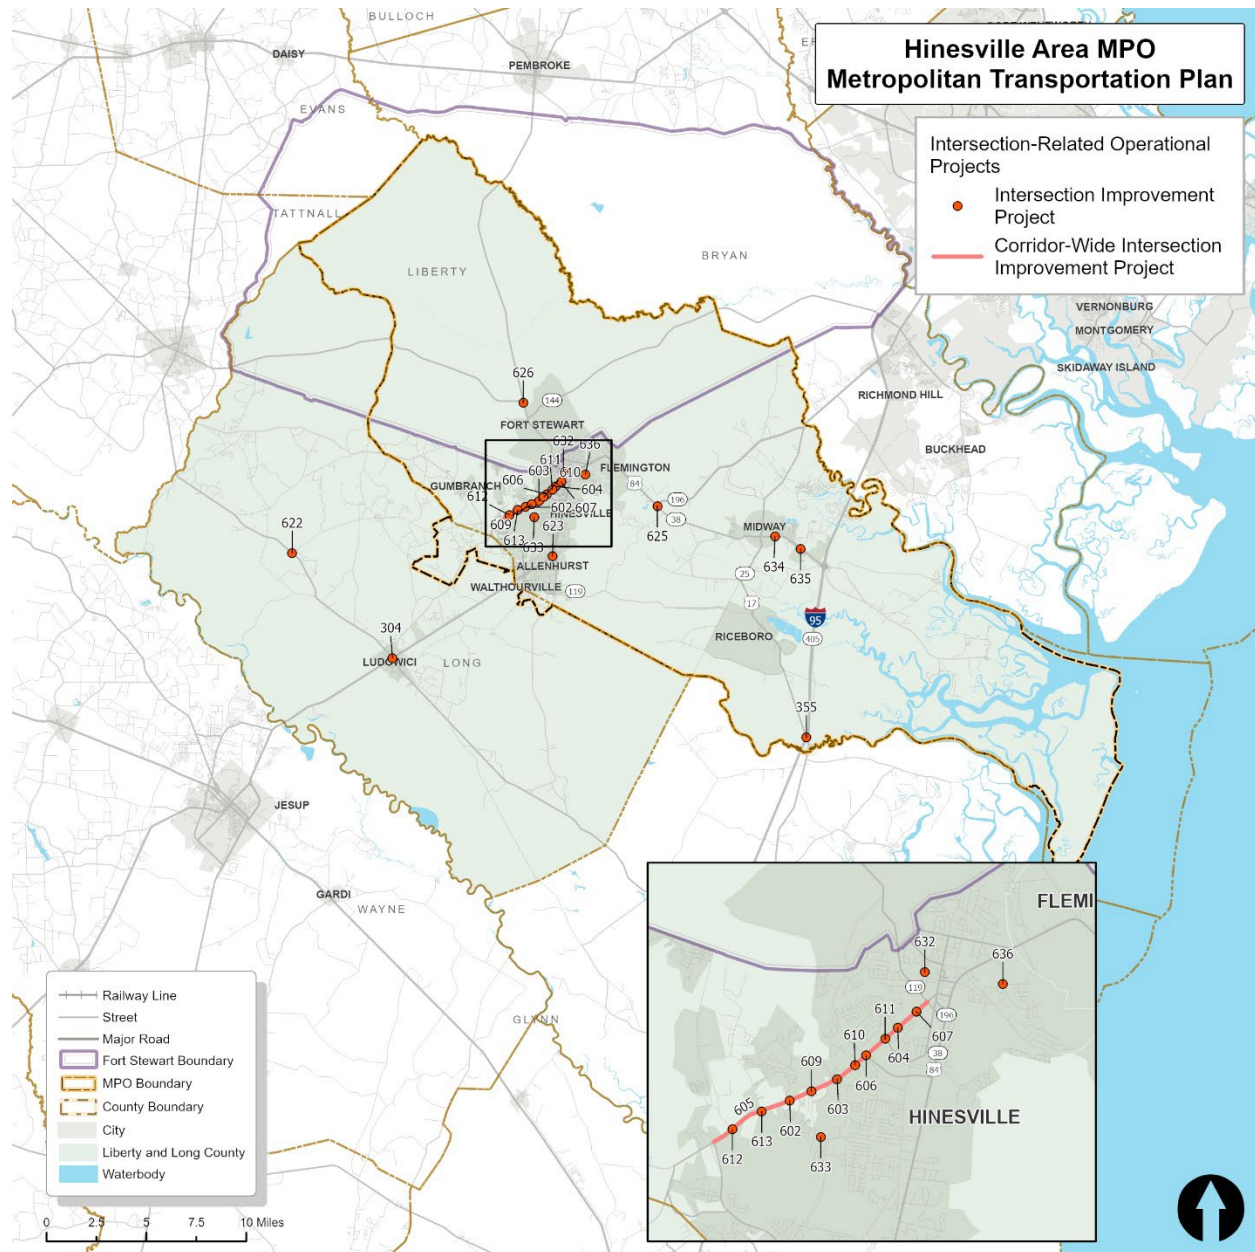 BULLOCH
DAISY
PEMBROKE
EVANS
Hinesville Area MPO
Metropolitan Transportation Plan
Intersection-Related Operational
Projects
Intersection Improvement
Project
Corridor-Wide Intersection
Improvement Project
TATTNALL
LIBERTY
BRYAN
VERNONBURG
MONTGOMERY
SKIDAWAY ISLAND
RICHMOND HILL
BUCKHEAD
626
144
FORT STEWART
632
636
611
603
610
606
FLEMINGTON
GUMBRANCH
604
612
84
196
602
607
HINESVILLE
609
613
623
38
625
633
MIDWAY
622
634
635
ALLENHURST
WALTHOURVILLE
119
25
17
95
405
RICEBORO
304
LUDOWICI
LONG
355
JESUP
GARDI
WAYNE
GLYNN
FLEMI
632
636
119
611
196
607
610
604
38
609
606
84
605
603
HINESVILLE
602
613
612
633
Railway Line
Street
Major Road
Fort Stewart Boundary
MPO Boundary
County Boundary
City
Liberty and Long County
Waterbody
0 2.5 5 7.5 10 Miles